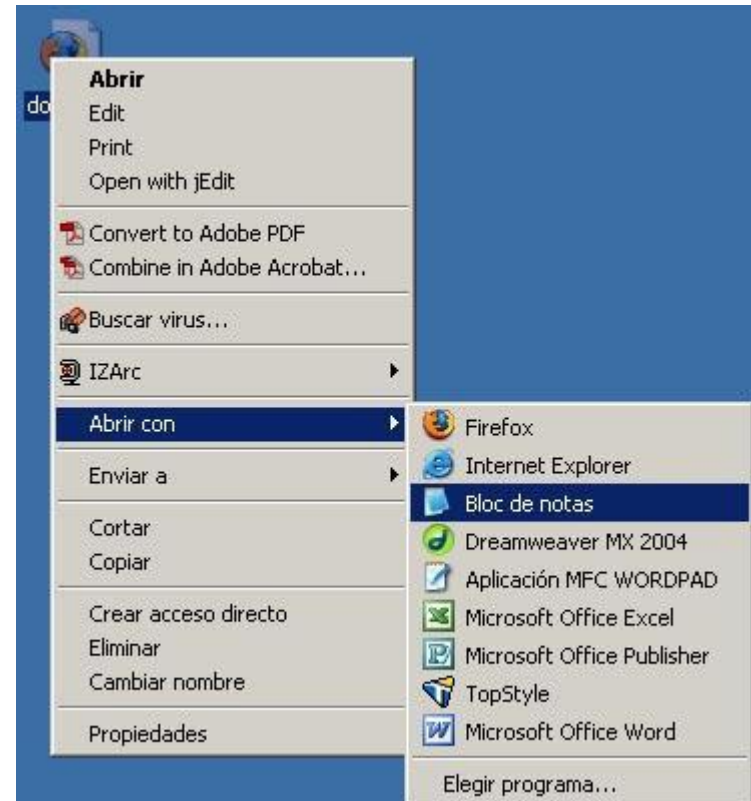 do
Abrir
Edit
Print
Open with jEdit
Convert to Adobe PDF
Combine in Adobe Acrobat...
Buscar virus...
IZArc
Abrir con
Enviar a
Cortar
Copiar
Crear acceso directo
Eliminar
Cambiar nombre
Propiedades
Firefox
Internet Explorer
Bloc de notas
Dreamweaver MX 2004
Aplicación MFC WORDPAD
Microsoft Office Excel
Microsoft Office Publisher
TopStyle
Microsoft Office Word
Elegir programa...